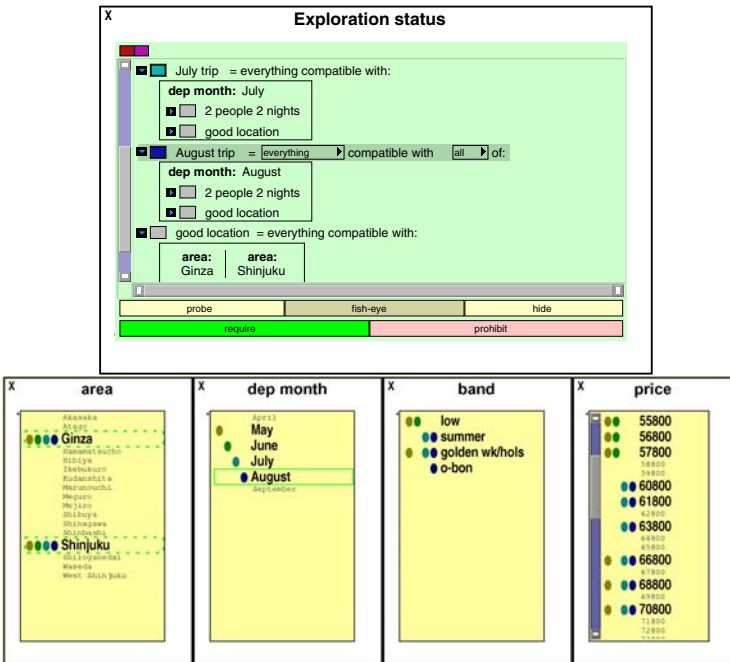 X
Exploration status
July trip = everything compatible with:
dep month: July
2 people 2 nights
good location
August trip = everything compatible with all of:
dep month: August
2 people 2 nights
good location
good location = everything compatible with:
area: area:
Ginza Shinjuku
probe fish-eye hide
require prohibit
X area
Akasaka
Atago
Ginza
Hamamatsucho
Hibiya
Ikebukuro
Kudanshita
Marunouchi
Meguro
Mejiro
Shibuya
Shinagawa
Shinbashi
Shinjuku
Shiroganedai
Waseda
West Shinjuku
X dep month
April
May
June
July
August
September
X band
low
summer
golden wk/hols
o-bon
X price
55800
56800
57800
58800
59800
60800
61800
62800
63800
64800
65800
66800
67800
68800
69800
70800
71800
72800